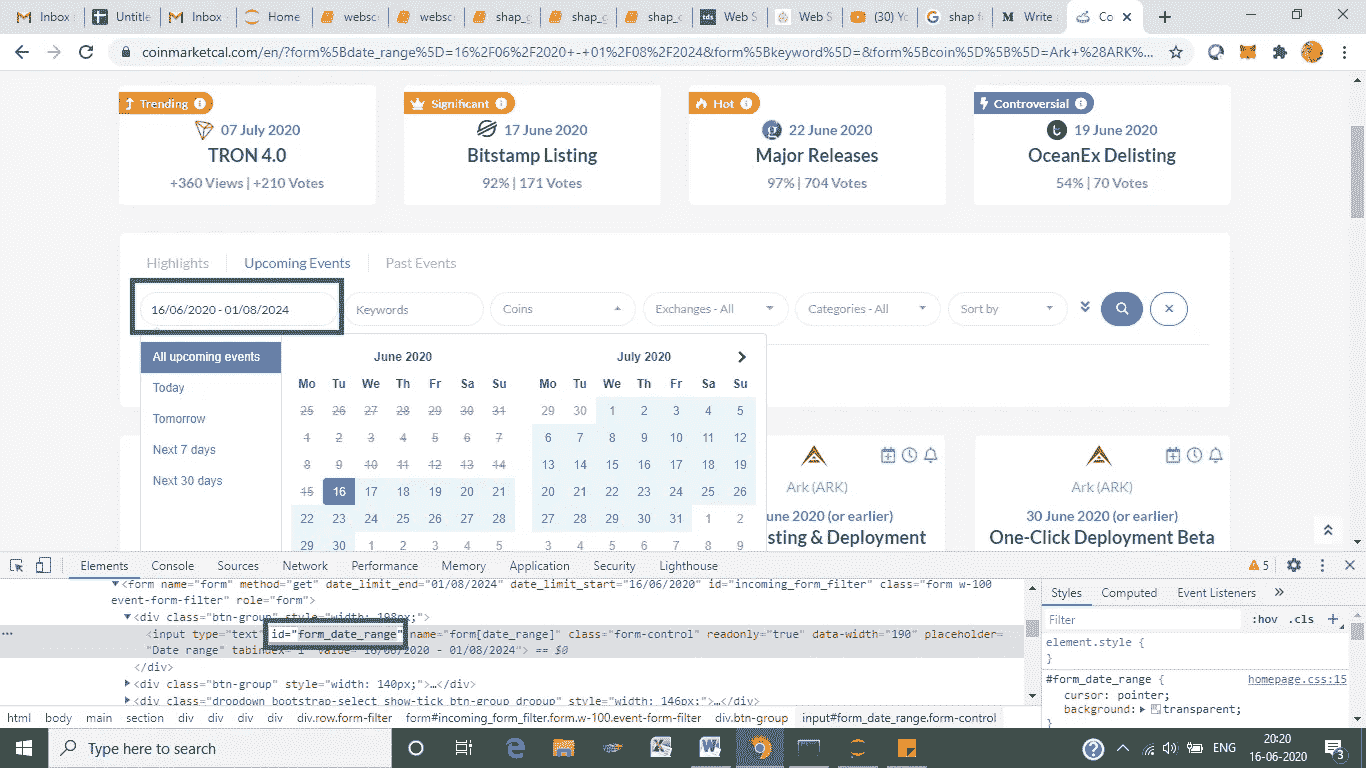 Inbox
Untitle
Inbox
Home
websc
websc
shap_g
shap_g
shap_c
tds Web S
Web S
(30) Yo
shap f
Write
Co
coinmarketcal.com/en/?form%5Bdate_range%5D=16%2F06%2F2020+-+01%2F08%2F2024&form%5Bkeyword%5D=&form%5Bcoin%5D%5B%5D=Ark+%28ARK%...
Trending
07 July 2020
TRON 4.0
+360 Views | +210 Votes
Significant
17 June 2020
Bitstamp Listing
92% | 171 Votes
Hot
22 June 2020
Major Releases
97% | 704 Votes
Controversial
19 June 2020
OceanEx Delisting
54% | 70 Votes
Highlights Upcoming Events Past Events
16/06/2020 - 01/08/2024 Keywords Coins Exchanges - All Categories - All Sort by
All upcoming events
Today
Tomorrow
Next 7 days
Next 30 days
June 2020
Mo Tu We Th Fr Sa Su
25 26 27 28 29 30 31
1 2 3 4 5 6 7
8 9 10 11 12 13 14
15 16 17 18 19 20 21
22 23 24 25 26 27 28
29 30 1 2 3 4 5
July 2020
Mo Tu We Th Fr Sa Su
29 30 1 2 3 4 5
6 7 8 9 10 11 12
13 14 15 16 17 18 19
20 21 22 23 24 25 26
27 28 29 30 31 1 2
3 4 5 6 7 8 9
Ark (ARK)
une 2020 (or earlier)
sting & Deployment
Ark (ARK)
30 June 2020 (or earlier)
One-Click Deployment Beta
Elements Console Sources Network Performance Memory Application Security Lighthouse 5
<form name="form" method="get" date_limit_end="01/08/2024" date_limit_start="16/06/2020" id="incoming_form_filter" class="form w-100
event-form-filter" role="form">
<div class="btn-group" style="width: 198px;">
<input type="text" id="form_date_range" name="form[date_range]" class="form-control" readonly="true" data-width="190" placeholder=
"Date range" tabindex="1" value="16/06/2020 - 01/08/2024"> == $0
</div>
<div class="btn-group" style="width: 140px;">…</div>
<div class="dropdown bootstrap-select show-tick btn-group dropup" style="width: 146px;">…</div>
html body main section div div div div div.row.form-filter form#incoming_form_filter.form.w-100.event-form-filter div.btn-group input#form_date_range.form-control
Styles Computed Event Listeners »
Filter :hov .cls +
element.style {
}
#form_date_range { homepage.css:15
cursor: pointer;
background: transparent;
}
Type here to search
ENG
20:20
16-06-2020
3